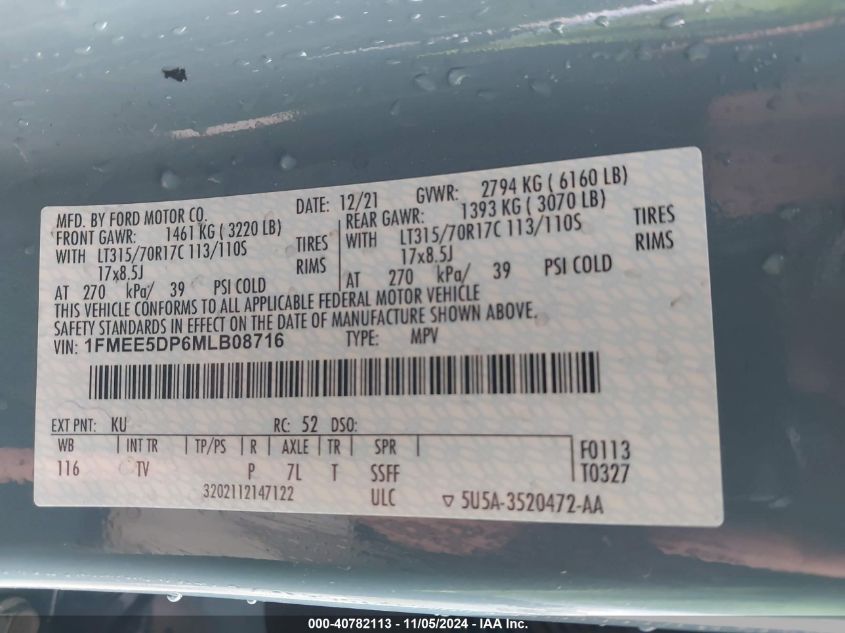 MFD. BY FORD MOTOR CO. DATE: 12/21 GVWR: 2794 KG ( 6160 LB)
FRONT GAWR: 1461 KG ( 3220 LB) REAR GAWR: 1393 KG ( 3070 LB)
WITH LT315/70R17C 113/110S TIRES WITH LT315/70R17C 113/110S TIRES
17x8.5J RIMS 17x8.5J RIMS
AT 270 kPa/ 39 PSI COLD AT 270 kPa/ 39 PSI COLD
THIS VEHICLE CONFORMS TO ALL APPLICABLE FEDERAL MOTOR VEHICLE
SAFETY STANDARDS IN EFFECT ON THE DATE OF MANUFACTURE SHOWN ABOVE.
VIN: 1FMEE5DP6MLB08716 TYPE: MPV
EXT PNT: KU RC: 52 DSO:
WB INT TR TP/PS R AXLE TR SPR F0113
116 TV P 7L T SSFF T0327
3202112147122 ULC ▽ 5U5A-3520472-AA
000-40782113 - 11/05/2024 - IAA Inc.